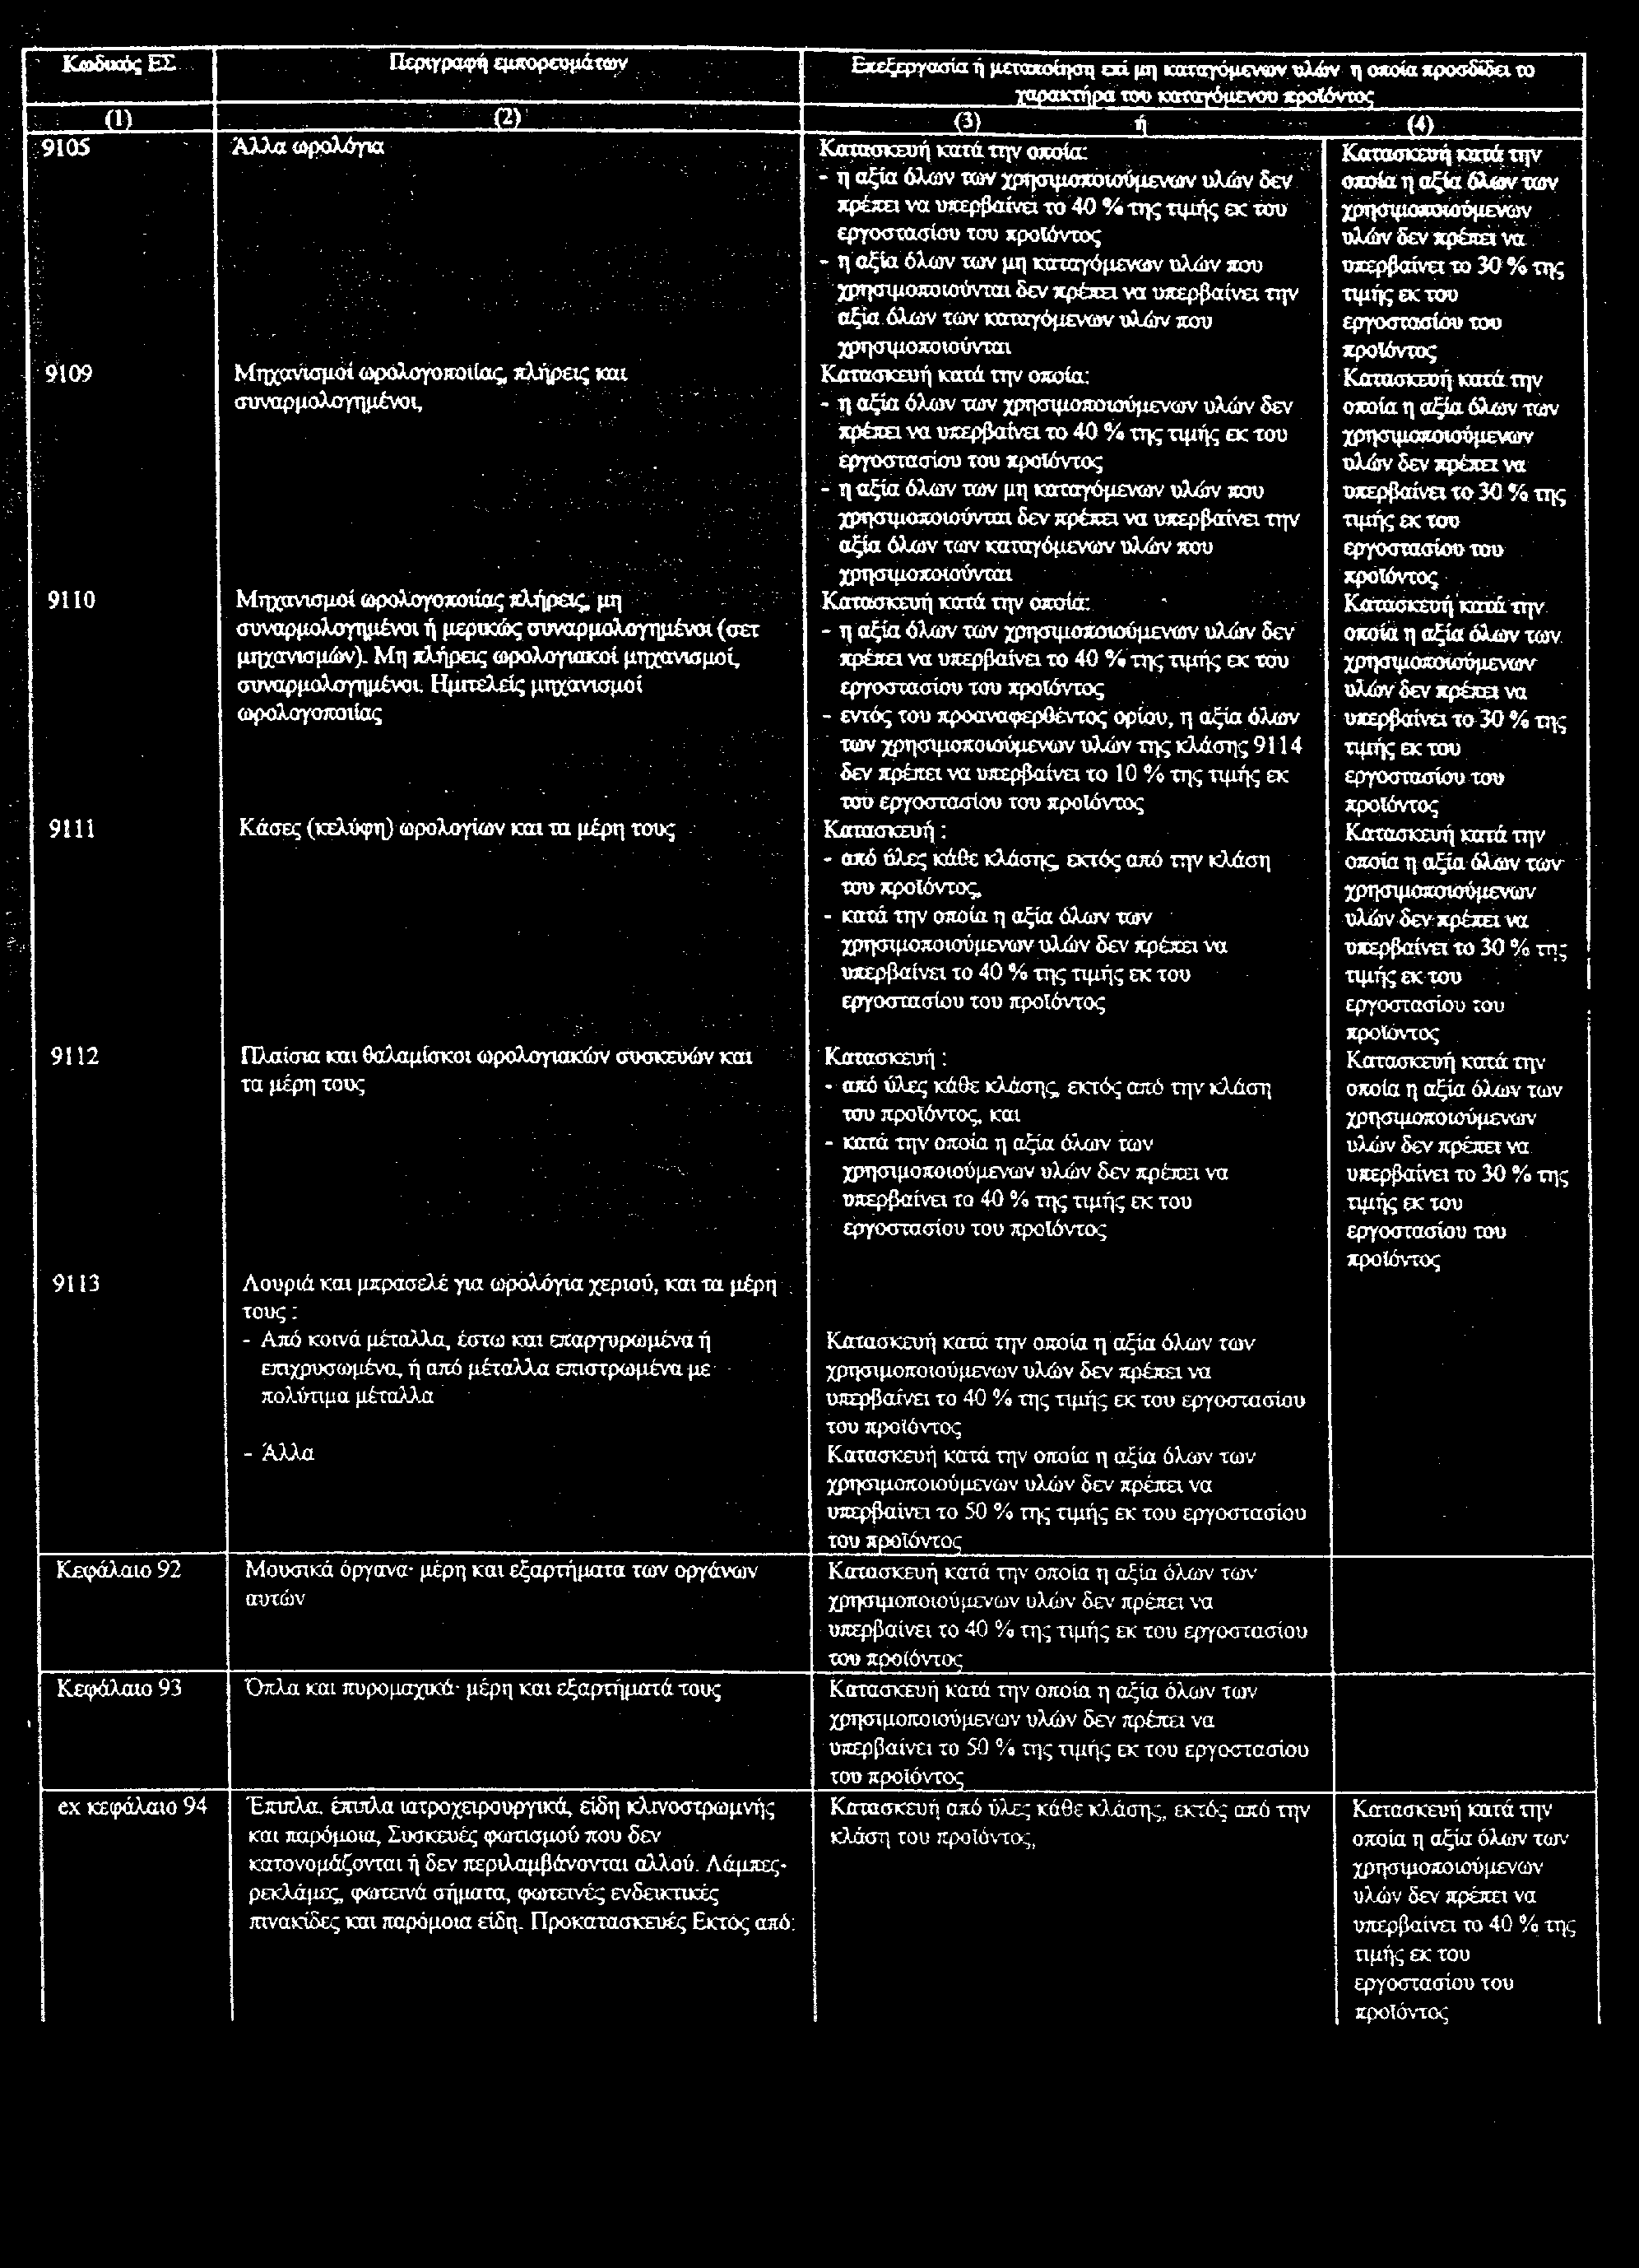 Κωδικός ΕΣ
Περιγραφή εμπορευμάτων
Επεξεργασία ή μεταποίηση επί μη καταγόμενων υλών η οποία προσδίδει το
χαρακτήρα του καταγόμενου προϊόντος
(1)
(2)
(3) ή (4)
9105
Άλλα ωρολόγια
Κατασκευή κατά την οποία:
- η αξία όλων των χρησιμοποιούμενων υλών δεν
πρέπει να υπερβαίνει το 40 % της τιμής εκ του
εργοστασίου του προϊόντος
- η αξία όλων των μη καταγόμενων υλών που
χρησιμοποιούνται δεν πρέπει να υπερβαίνει την
αξία όλων των καταγόμενων υλών που
χρησιμοποιούνται
Κατασκευή κατά την
οποία η αξία όλων των
χρησιμοποιούμενων
υλών δεν πρέπει να
υπερβαίνει το 30 % της
τιμής εκ του
εργοστασίου του
προϊόντος
9109
Μηχανισμοί ωρολογοποιίας, πλήρεις και
συναρμολογημένοι,
Κατασκευή κατά την οποία:
- η αξία όλων των χρησιμοποιούμενων υλών δεν
πρέπει να υπερβαίνει το 40 % της τιμής εκ του
εργοστασίου του προϊόντος
- η αξία όλων των μη καταγόμενων υλών που
χρησιμοποιούνται δεν πρέπει να υπερβαίνει την
αξία όλων των καταγόμενων υλών που
χρησιμοποιούνται
Κατασκευή κατά την
οποία η αξία όλων των
χρησιμοποιούμενων
υλών δεν πρέπει να
υπερβαίνει το 30 % της
τιμής εκ του
εργοστασίου του
προϊόντος
9110
Μηχανισμοί ωρολογοποιίας πλήρεις, μη
συναρμολογημένοι ή μερικώς συναρμολογημένοι (σετ
μηχανισμών). Μη πλήρεις ωρολογιακοί μηχανισμοί,
συναρμολογημένοι. Ημιτελείς μηχανισμοί
ωρολογοποιίας
Κατασκευή κατά την οποία:
- η αξία όλων των χρησιμοποιούμενων υλών δεν
πρέπει να υπερβαίνει το 40 % της τιμής εκ του
εργοστασίου του προϊόντος
- εντός του προαναφερθέντος ορίου, η αξία όλων
των χρησιμοποιούμενων υλών της κλάσης 9114
δεν πρέπει να υπερβαίνει το 10 % της τιμής εκ
του εργοστασίου του προϊόντος
Κατασκευή κατά την
οποία η αξία όλων των
χρησιμοποιούμενων
υλών δεν πρέπει να
υπερβαίνει το 30 % της
τιμής εκ του
εργοστασίου του
προϊόντος
9111
Κάσες (κελύφη) ωρολογίων και τα μέρη τους
Κατασκευή :
- από ύλες κάθε κλάσης, εκτός από την κλάση
του προϊόντος,
- κατά την οποία η αξία όλων των
χρησιμοποιούμενων υλών δεν πρέπει να
υπερβαίνει το 40 % της τιμής εκ του
εργοστασίου του προϊόντος
Κατασκευή κατά την
οποία η αξία όλων των
χρησιμοποιούμενων
υλών δεν πρέπει να
υπερβαίνει το 30 % της
τιμής εκ του
εργοστασίου του
προϊόντος
9112
Πλαίσια και θαλαμίσκοι ωρολογιακών συσκευών και
τα μέρη τους
Κατασκευή :
- από ύλες κάθε κλάσης, εκτός από την κλάση
του προϊόντος, και
- κατά την οποία η αξία όλων των
χρησιμοποιούμενων υλών δεν πρέπει να
υπερβαίνει το 40 % της τιμής εκ του
εργοστασίου του προϊόντος
Κατασκευή κατά την
οποία η αξία όλων των
χρησιμοποιούμενων
υλών δεν πρέπει να
υπερβαίνει το 30 % της
τιμής εκ του
εργοστασίου του
προϊόντος
9113
Λουριά και μπρασελέ για ωρολόγια χεριού, και τα μέρη
τους :
- Από κοινά μέταλλα, έστω και επαργυρωμένα ή
επιχρυσωμένα, ή από μέταλλα επιστρωμένα με
πολύτιμα μέταλλα
Κατασκευή κατά την οποία η αξία όλων των
χρησιμοποιούμενων υλών δεν πρέπει να
υπερβαίνει το 40 % της τιμής εκ του εργοστασίου
του προϊόντος
- Άλλα
Κατασκευή κατά την οποία η αξία όλων των
χρησιμοποιούμενων υλών δεν πρέπει να
υπερβαίνει το 50 % της τιμής εκ του εργοστασίου
του προϊόντος
Κεφάλαιο 92
Μουσικά όργανα· μέρη και εξαρτήματα των οργάνων
αυτών
Κατασκευή κατά την οποία η αξία όλων των
χρησιμοποιούμενων υλών δεν πρέπει να
υπερβαίνει το 40 % της τιμής εκ του εργοστασίου
του προϊόντος
Κεφάλαιο 93
Όπλα και πυρομαχικά· μέρη και εξαρτήματά τους
Κατασκευή κατά την οποία η αξία όλων των
χρησιμοποιούμενων υλών δεν πρέπει να
υπερβαίνει το 50 % της τιμής εκ του εργοστασίου
του προϊόντος
ex κεφάλαιο 94
Έπιπλα. έπιπλα ιατροχειρουργικά, είδη κλινοστρωμνής
και παρόμοια, Συσκευές φωτισμού που δεν
κατονομάζονται ή δεν περιλαμβάνονται αλλού. Λάμπες-
ρεκλάμες, φωτεινά σήματα, φωτεινές ενδεικτικές
πινακίδες και παρόμοια είδη. Προκατασκευές Εκτός από:
Κατασκευή από ύλες κάθε κλάσης, εκτός από την
κλάση του προϊόντος,
Κατασκευή κατά την
οποία η αξία όλων των
χρησιμοποιούμενων
υλών δεν πρέπει να
υπερβαίνει το 40 % της
τιμής εκ του
εργοστασίου του
προϊόντος